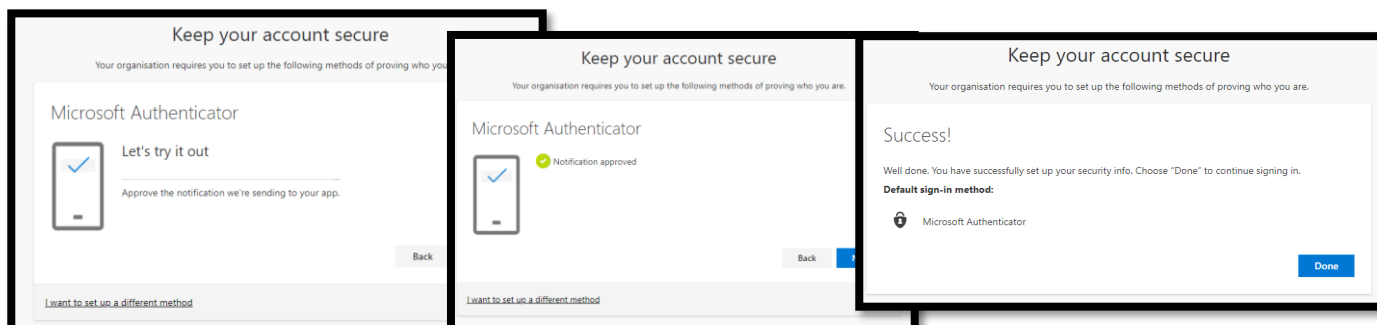 Keep your account secure
Your organisation requires you to set up the following methods of proving who you
Microsoft Authenticator
Let's try it out
Approve the notification we're sending to your app.
Back
I want to set up a different method
Keep your account secure
Your organisation requires you to set up the following methods of proving who you are.
Microsoft Authenticator
Notification approved
Back
I want to set up a different method
Keep your account secure
Your organisation requires you to set up the following methods of proving who you are.
Success!
Well done. You have successfully set up your security info. Choose "Done" to continue signing in.
Default sign-in method:
Microsoft Authenticator
Done